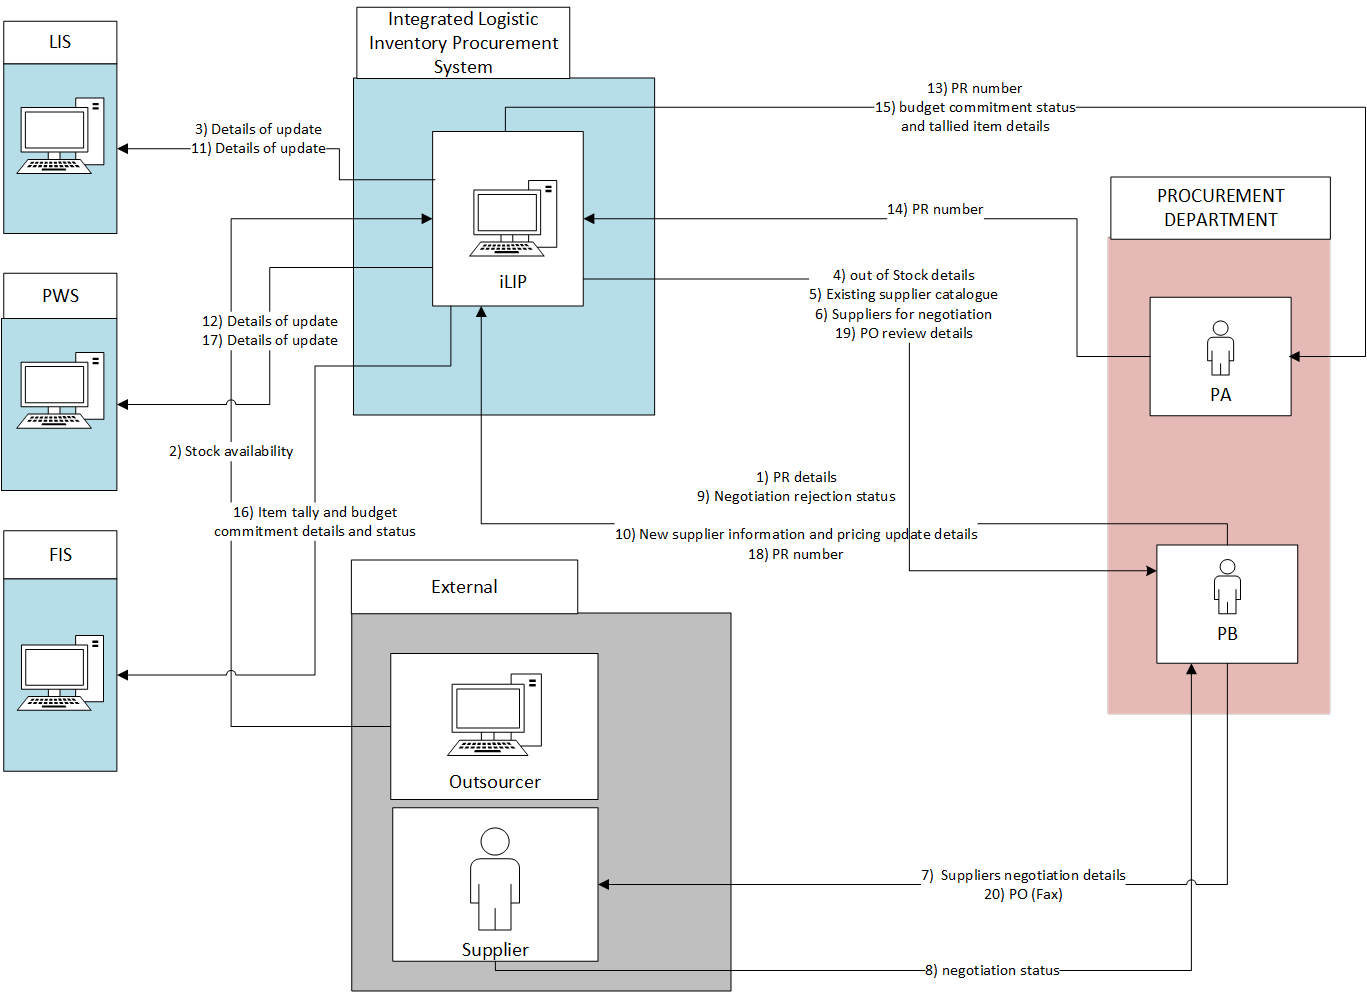 LIS
Integrated Logistic
Inventory Procurement
System
3) Details of update
11) Details of update
13) PR number
15) budget commitment status
and tallied item details
PROCUREMENT
DEPARTMENT
14) PR number
iLIP
4) out of Stock details
5) Existing supplier catalogue
6) Suppliers for negotiation
19) PO review details
PWS
12) Details of update
17) Details of update
PA
2) Stock availability
1) PR details
9) Negotiation rejection status
10) New supplier information and pricing update details
18) PR number
16) Item tally and budget
commitment details and status
FIS
External
PB
Outsourcer
7)  Suppliers negotiation details
20) PO (Fax)
Supplier
8) negotiation status